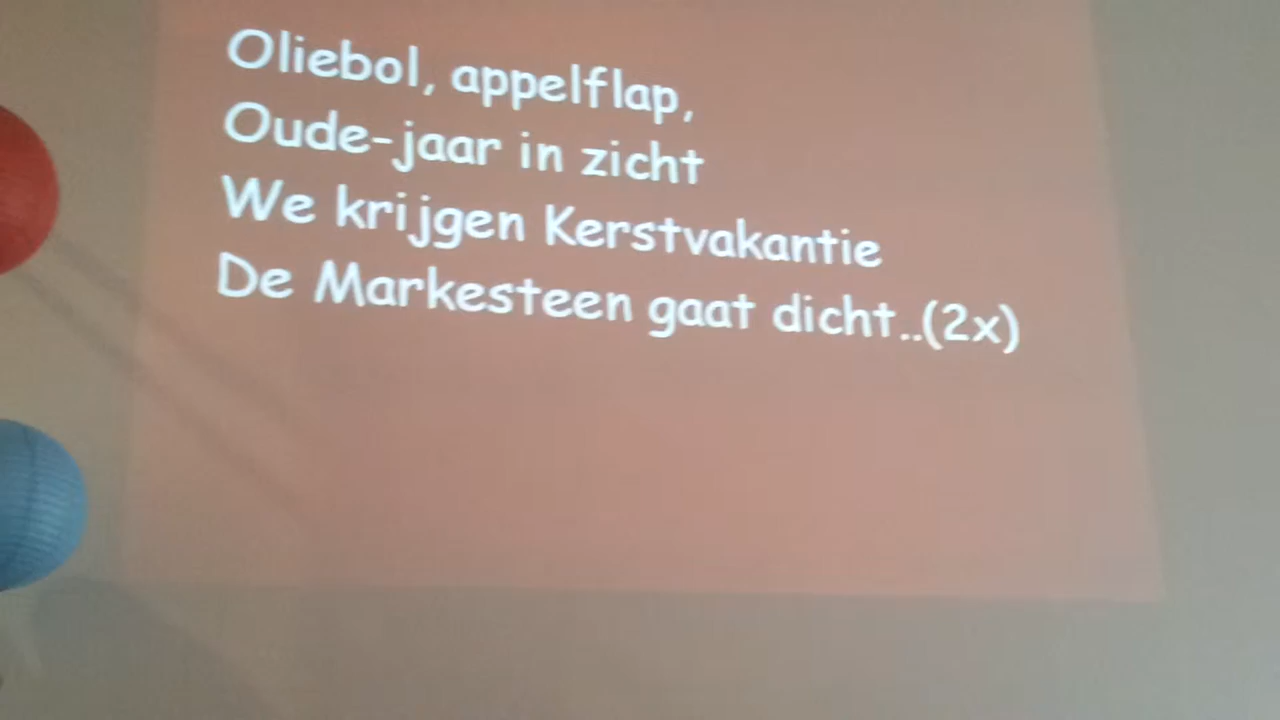 Oliebol, appelflap,
Oude-jaar in zicht
We krijgen Kerstvakantie
De Markesteen gaat dicht..(2x)